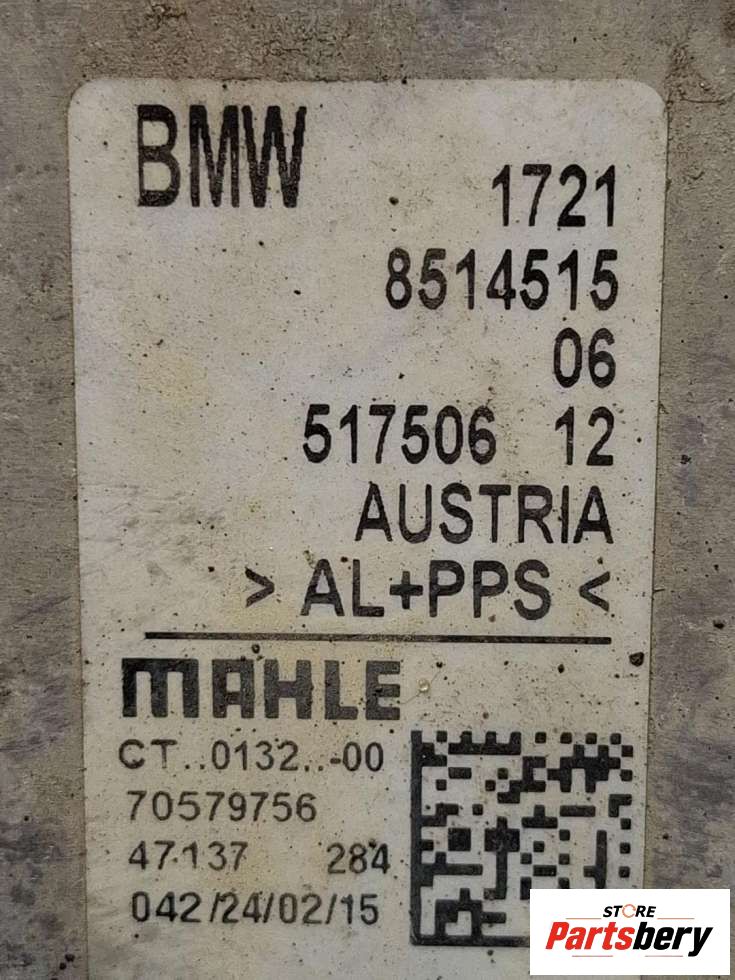 BMW 1721
8514515
06
517506 12
AUSTRIA
> AL+PPS <
MAHLE
CT..0132..-00
70579756
47137 284
042/24/02/15
STORE
Partsbery